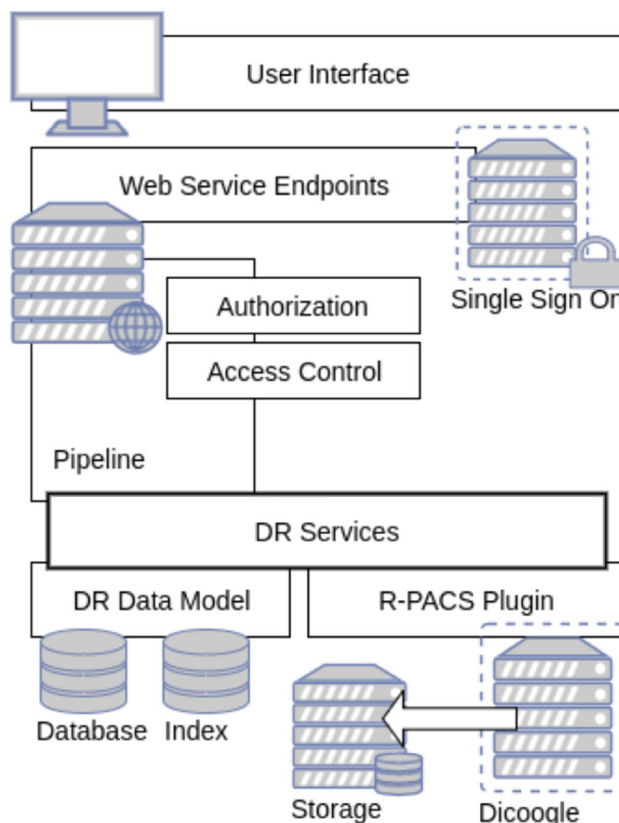 User Interface
Web Service Endpoints
Single Sign On
Authorization
Access Control
Pipeline
DR Services
DR Data Model
R-PACS Plugin
Database
Index
Storage
Dicoogle